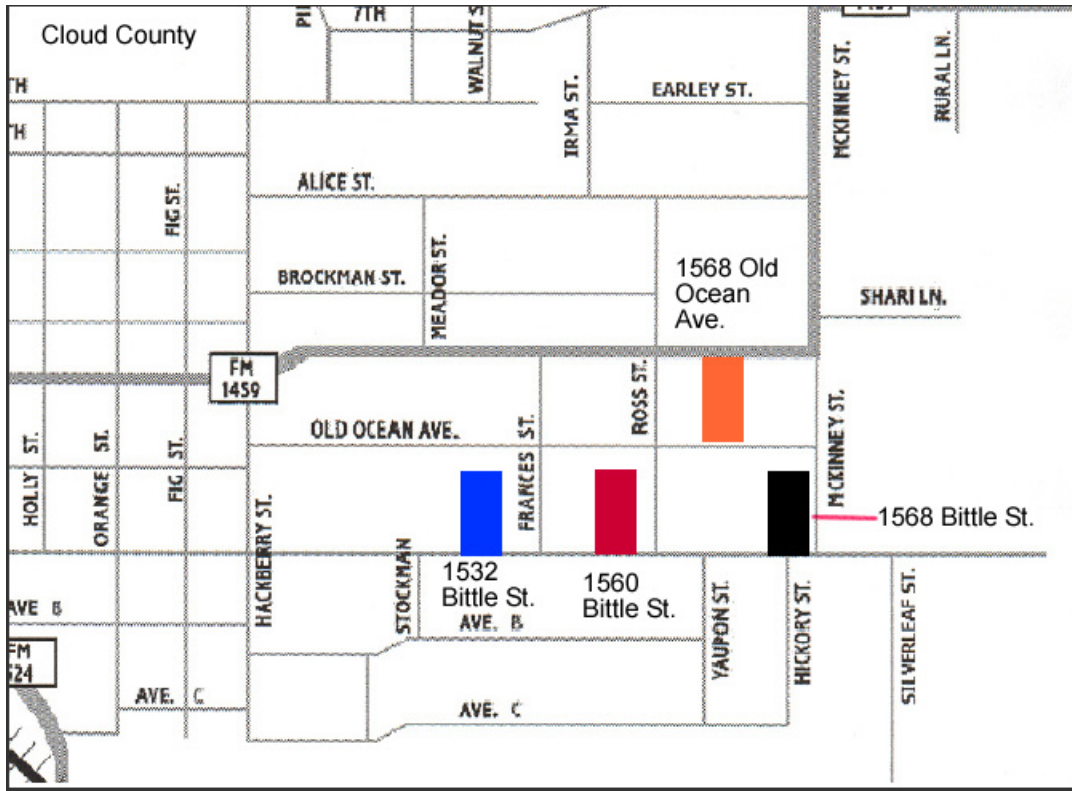 Cloud County
7TH
WALNUT S
TH
TH
IRMA ST.
EARLEY ST.
MCKINNEY ST.
RURAL LN.
ALICE ST.
FIG ST.
BROCKMAN ST.
MEADOR ST.
1568 Old
Ocean
Ave.
SHARI LN.
FM
1459
HOLLY ST.
ORANGE ST.
FIG ST.
OLD OCEAN AVE.
FRANCES ST.
ROSS ST.
MCKINNEY ST.
1568 Bittle St.
HACKBERRY ST.
STOCKMAN
1532
Bittle St.
1560
Bittle St.
AVE B
AVE. B
YAUPON ST.
HICKORY ST.
SILVERLEAF ST.
FM
524
AVE. C
AVE. C